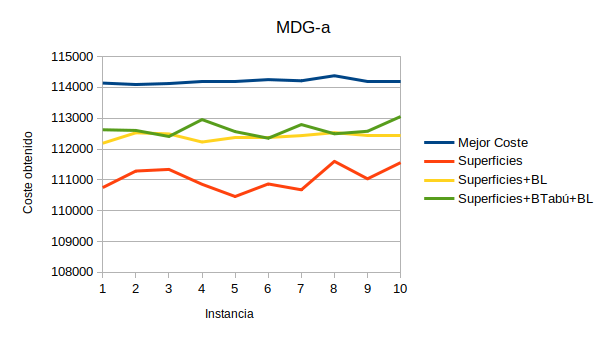 MDG-a
115000
114000
113000
112000
111000
110000
109000
108000
Coste obtenido
1 2 3 4 5 6 7 8 9 10
Instancia
Mejor Coste
Superficies
Superficies+BL
Superficies+BTabú+BL